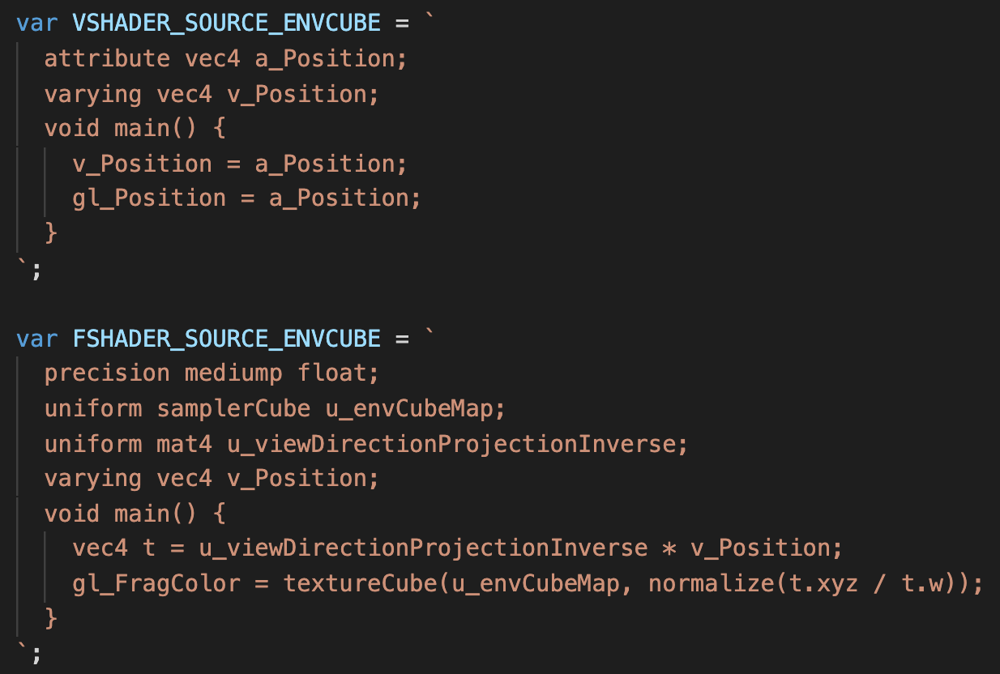 var VSHADER_SOURCE_ENVCUBE = `
  attribute vec4 a_Position;
  varying vec4 v_Position;
  void main() {
    v_Position = a_Position;
    gl_Position = a_Position;
  }
`;

var FSHADER_SOURCE_ENVCUBE = `
  precision mediump float;
  uniform samplerCube u_envCubeMap;
  uniform mat4 u_viewDirectionProjectionInverse;
  varying vec4 v_Position;
  void main() {
    vec4 t = u_viewDirectionProjectionInverse * v_Position;
    gl_FragColor = textureCube(u_envCubeMap, normalize(t.xyz / t.w));
  }
`;